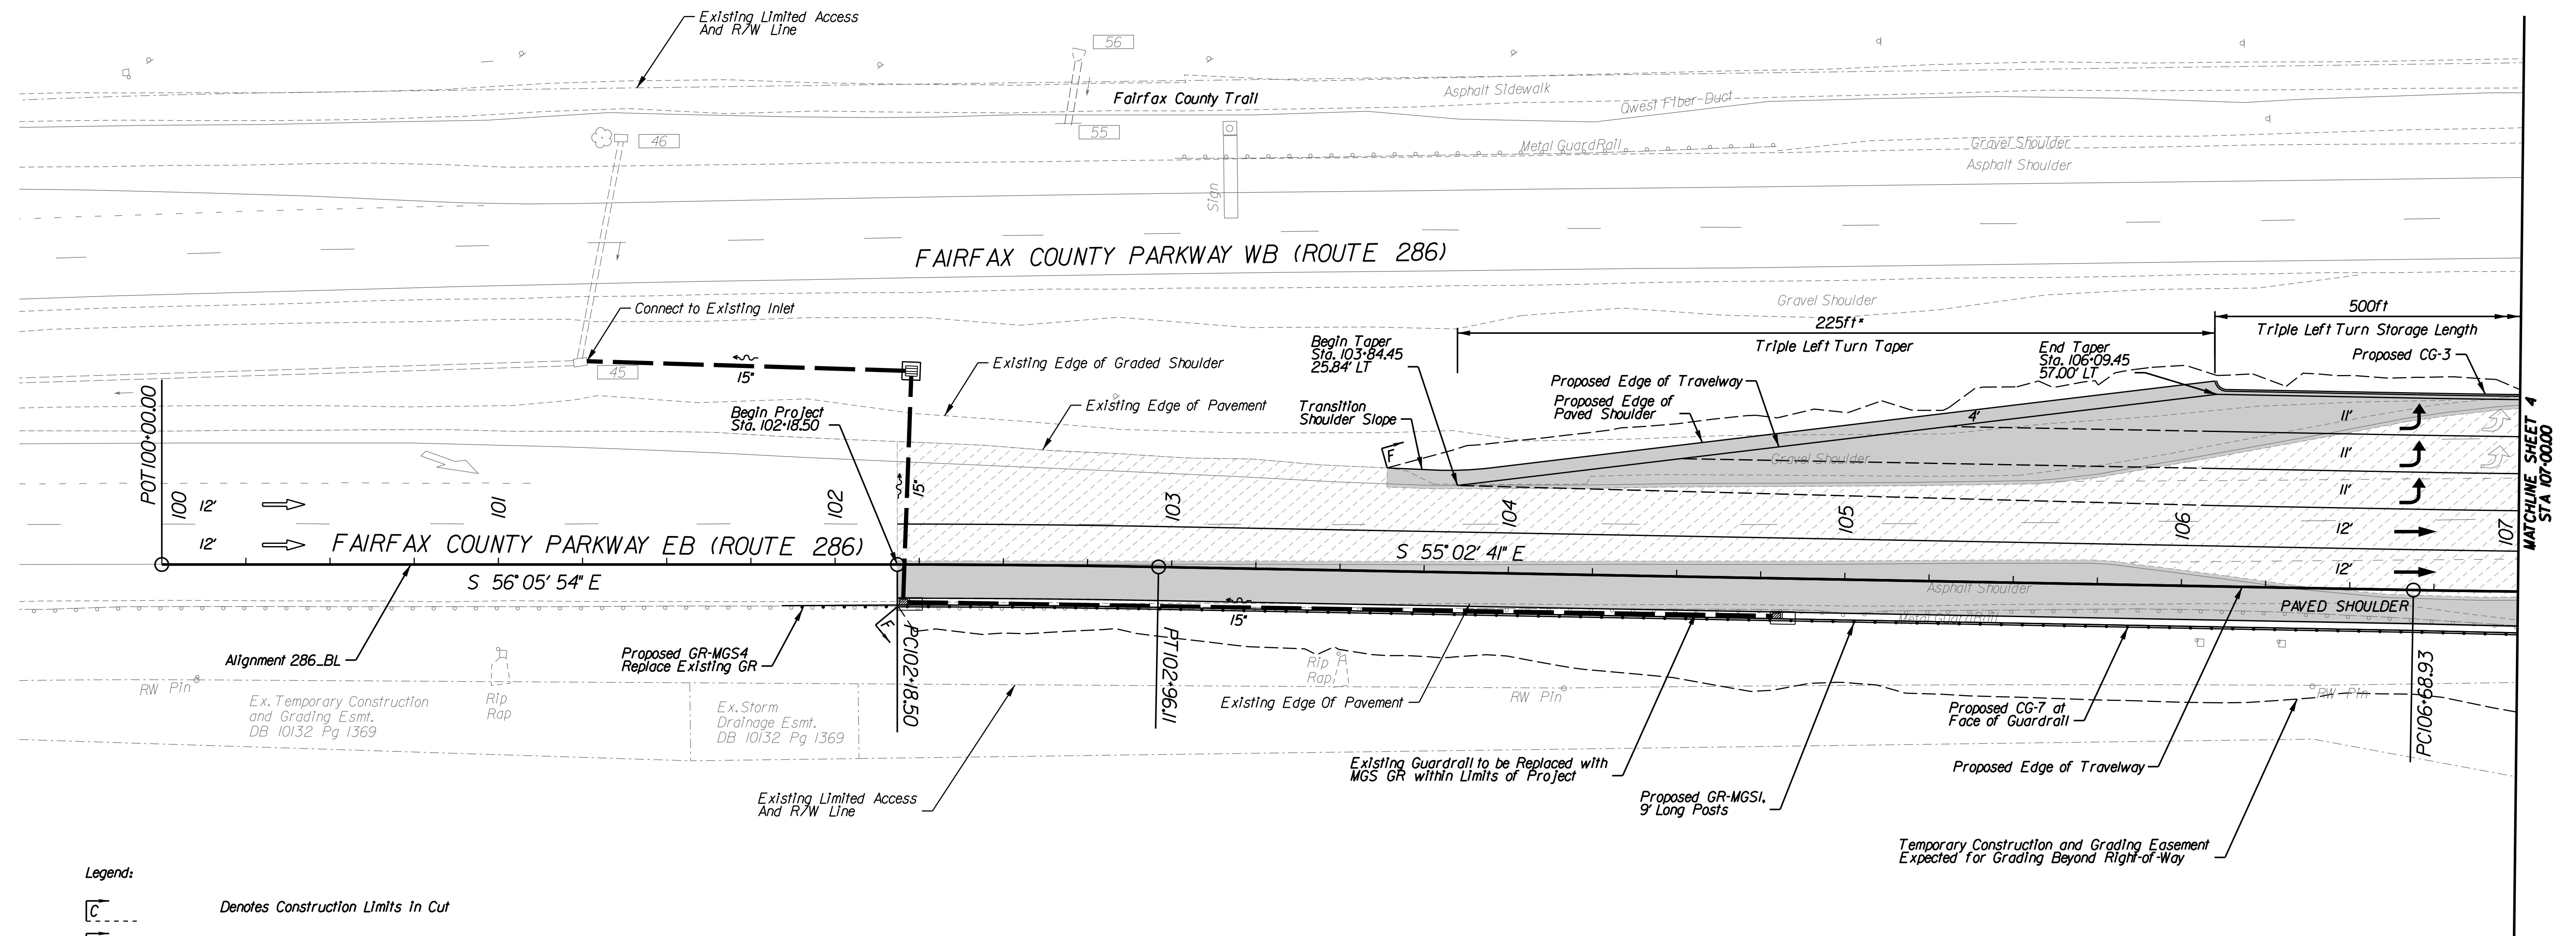 Existing Limited Access
And R/W Line
56
Fairfax County Trail
Asphalt Sidewalk
Qwest Fiber-Duct
55
46
Metal GuardRail
Gravel Shoulder
Asphalt Shoulder
Sign
FAIRFAX COUNTY PARKWAY WB (ROUTE 286)
Connect to Existing Inlet
Gravel Shoulder
500ft
225ft*
Triple Left Turn Storage Length
Triple Left Turn Taper
Begin Taper
Sta. 103+84.45
25.84' LT
End Taper
Sta. 106+09.45
57.00' LT
Proposed CG-3
Existing Edge of Graded Shoulder
45
15"
Proposed Edge of Travelway
Proposed Edge of
Paved Shoulder
Existing Edge of Pavement
Transition
Shoulder Slope
Begin Project
Sta. 102+18.50
4'
11'
MATCHLINE SHEET 4
STA 107+00.00
POT100+00.00
F
Gravel Shoulder
11'
15"
11'
100
101
102
103
104
105
106
107
12'
12'
12'
12'
FAIRFAX COUNTY PARKWAY EB (ROUTE 286)
S 55° 02' 41" E
S 56° 05' 54" E
Asphalt Shoulder
PAVED SHOULDER
15"
Metal GuardRail
F
PC102+18.50
PT102+96.11
PC106+68.93
Alignment 286_BL
Proposed GR-MGS4
Replace Existing GR
RW Pin
Rip
Rap
Rip
Rap
RW Pin
RW Pin
Ex. Temporary Construction
and Grading Esmt.
DB 10132 Pg 1369
Ex. Storm
Drainage Esmt.
DB 10132 Pg 1369
Existing Edge Of Pavement
Proposed CG-7 at
Face of Guardrail
Existing Guardrail to be Replaced with
MGS GR within Limits of Project
Proposed Edge of Travelway
Existing Limited Access
And R/W Line
Proposed GR-MGS1,
9' Long Posts
Temporary Construction and Grading Easement
Expected for Grading Beyond Right-of-Way
Legend:
C
Denotes Construction Limits in Cut